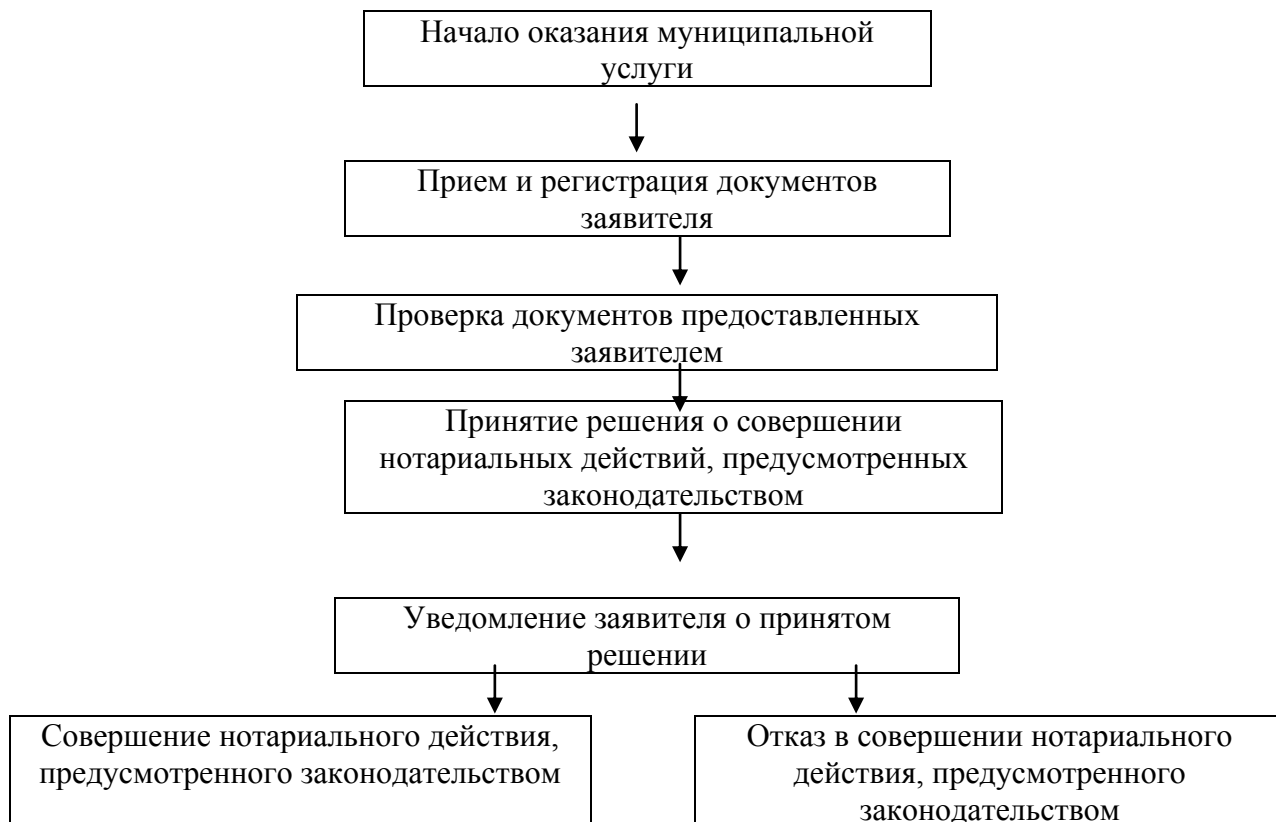 Начало оказания муниципальной
услуги
Прием и регистрация документов
заявителя
Проверка документов предоставленных
заявителем
Принятие решения о совершении
нотариальных действий, предусмотренных
законодательством
Уведомление заявителя о принятом
решении
Совершение нотариального действия,
предусмотренного законодательством
Отказ в совершении нотариального
действия, предусмотренного
законодательством